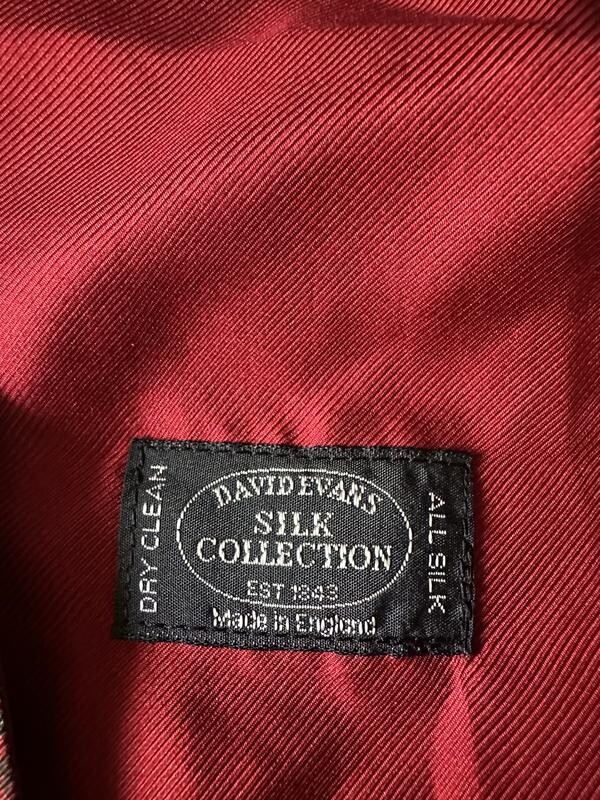 DRY CLEAN
DAVID EVANS
SILK
COLLECTION
EST 1843
Made in England
ALL SILK